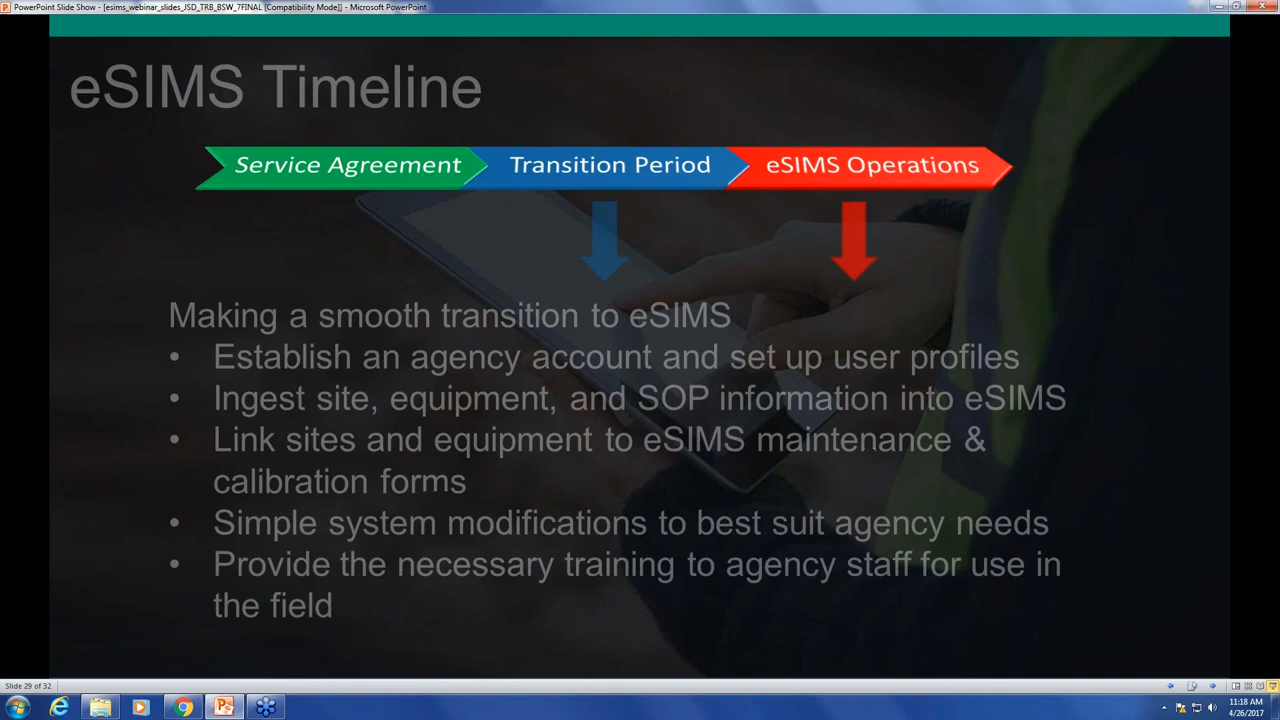 PowerPoint Slide Show - [esims_webinar_slides_JSD_TRB_BSW_7FINAL [Compatibility Mode]] - Microsoft PowerPoint
eSIMS Timeline
Service Agreement Transition Period eSIMS Operations
Making a smooth transition to eSIMS
• Establish an agency account and set up user profiles
• Ingest site, equipment, and SOP information into eSIMS
• Link sites and equipment to eSIMS maintenance &
calibration forms
• Simple system modifications to best suit agency needs
• Provide the necessary training to agency staff for use in
the field
Slide 29 of 32
11:18 AM
4/26/2017